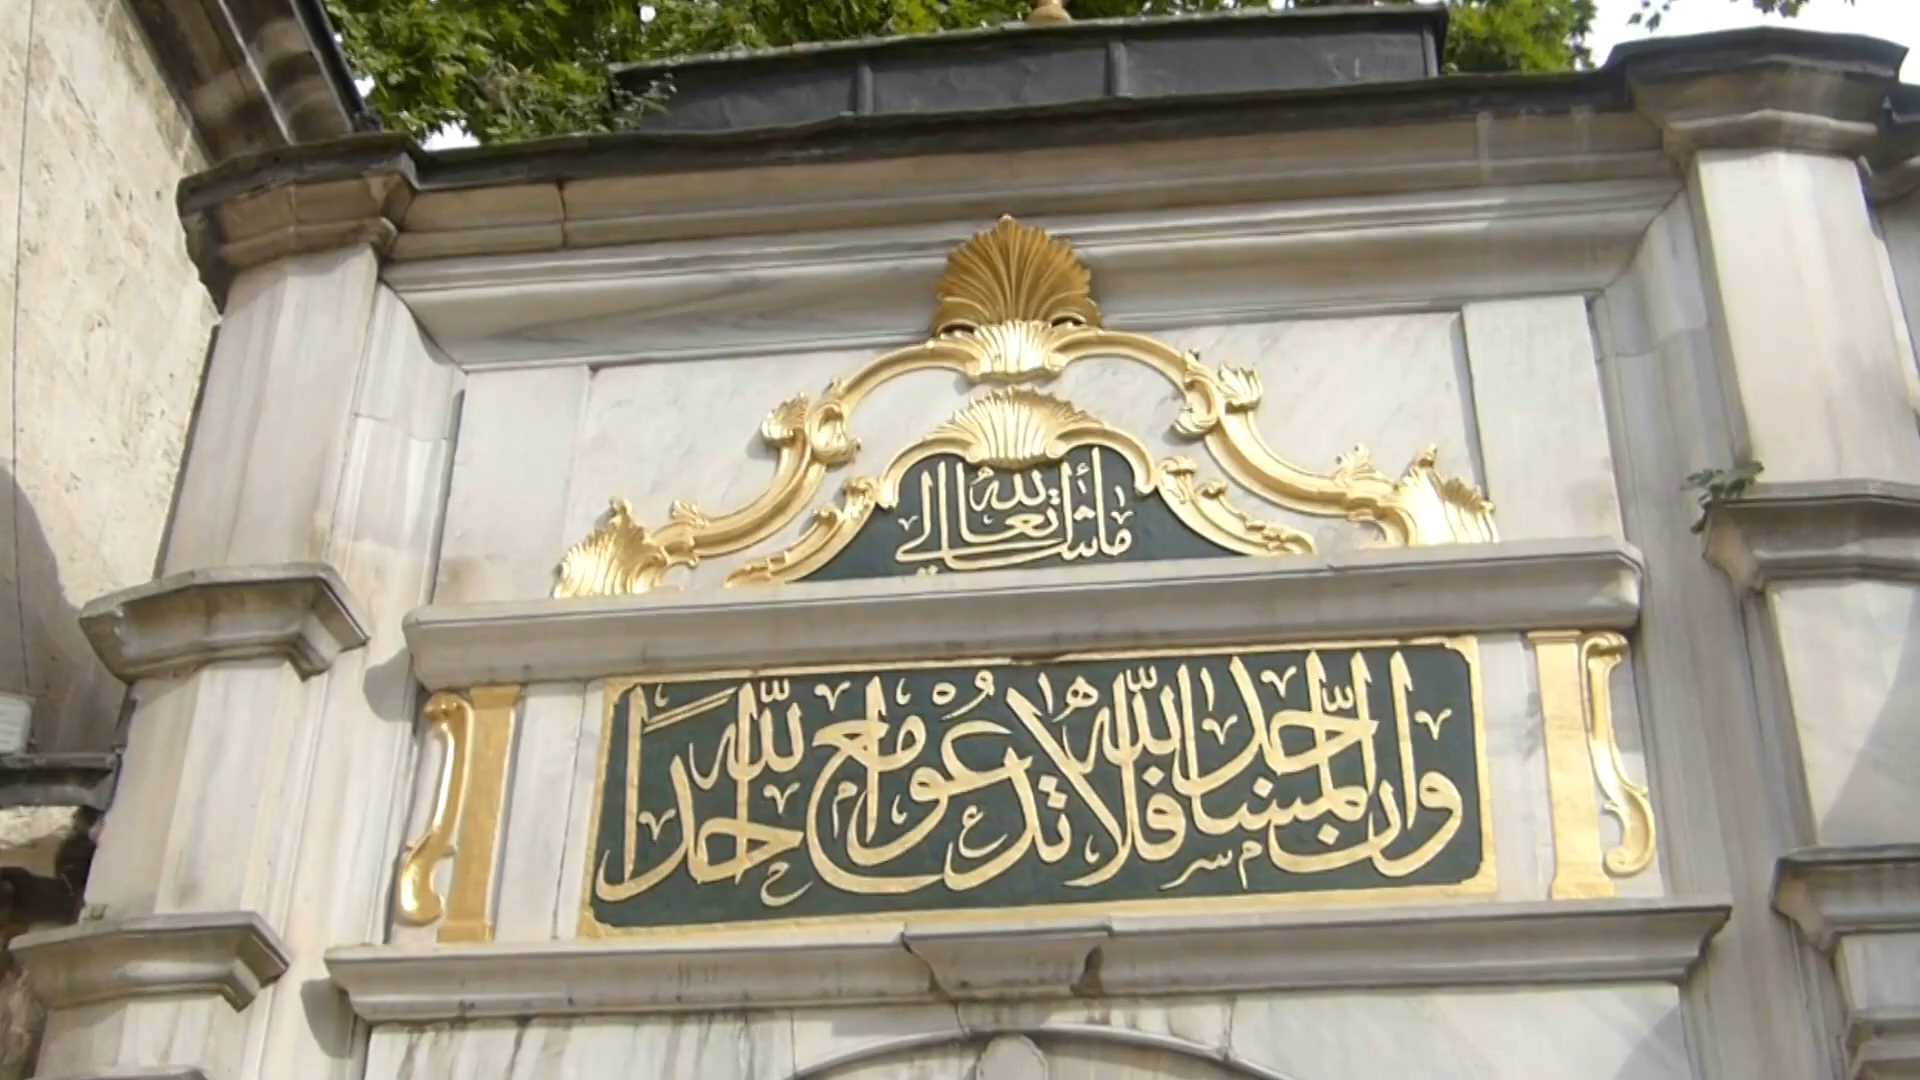 ماشاء الله تعالى
وان المساجد لله فلا تدعوا مع الله احدا